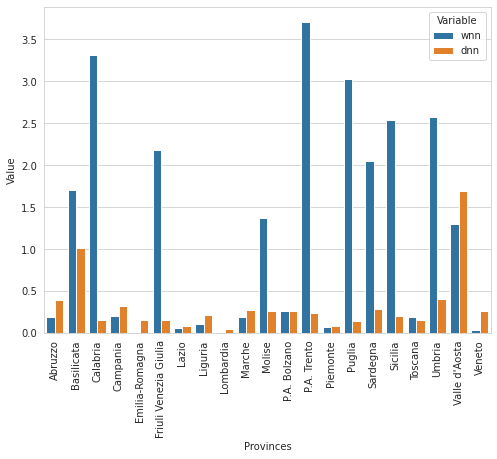 Variable
wnn
dnn
3.5
3.0
2.5
2.0
1.5
1.0
0.5
0.0
Value
Abruzzo
Basilicata
Calabria
Campania
Emilia-Romagna
Friuli Venezia Giulia
Lazio
Liguria
Lombardia
Marche
Molise
P.A. Bolzano
P.A. Trento
Piemonte
Puglia
Sardegna
Sicilia
Toscana
Umbria
Valle d'Aosta
Veneto
Provinces